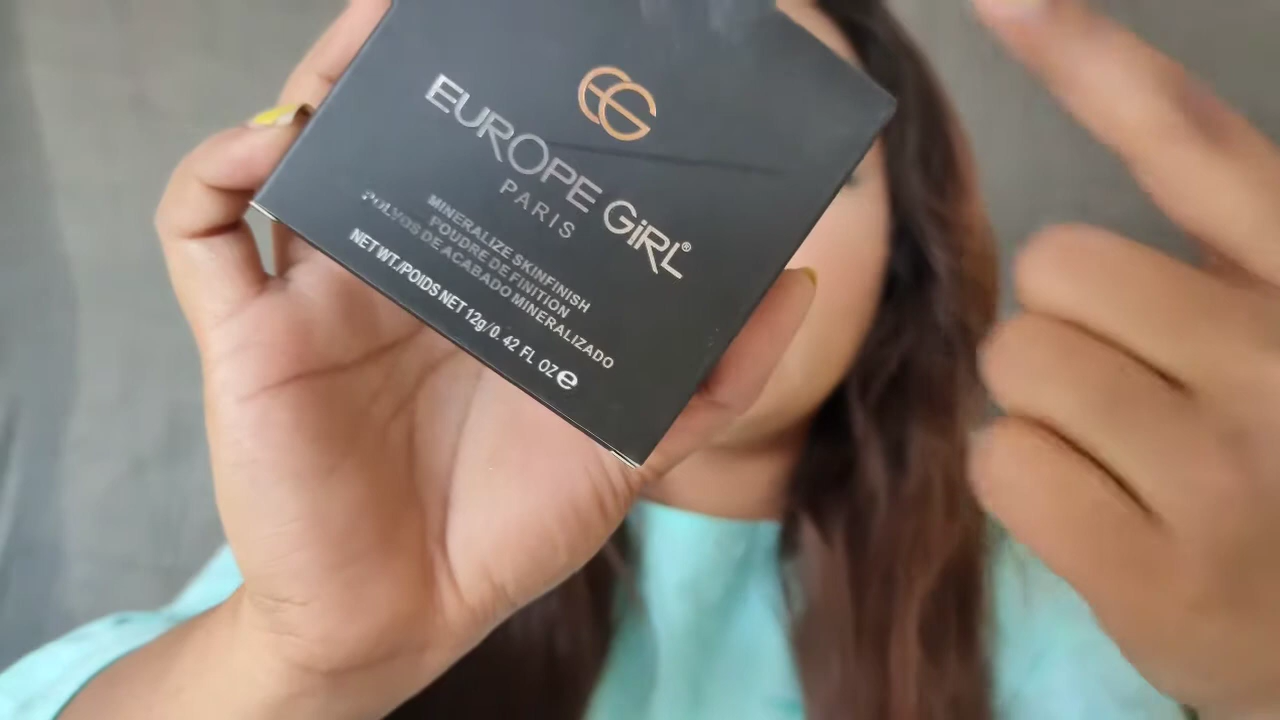 EG
EUROPE GiRL®
PARIS
MINERALIZE SKINFINISH
POUDRE DE FINITION
POLVOS DE ACABADO MINERALIZADO
NET WT./POIDS NET 12g/0.42 FL OZ e